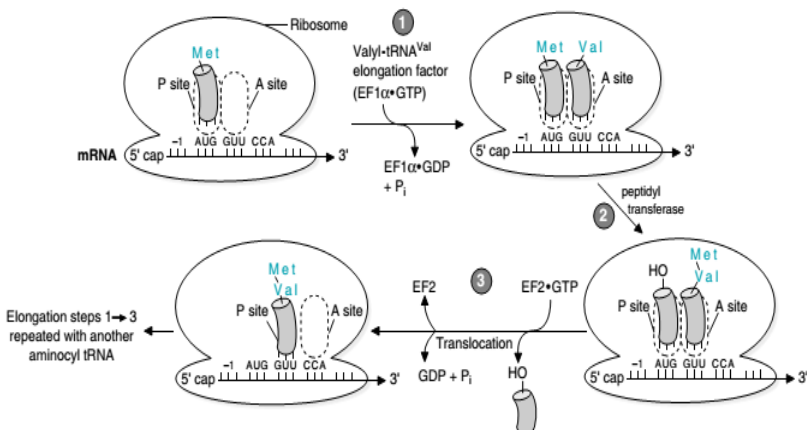 Ribosome
Met
P site
A site
-1 AUG GUU CCA
mRNA
5' cap
3'
1
Valyl-tRNAVal
elongation factor
(EF1α•GTP)
EF1α•GDP
+ Pi
Met Val
P site
A site
-1 AUG GUU CCA
5' cap
3'
2
peptidyl
transferase
Met
Val
HO
P site
A site
-1 AUG GUU CCA
5' cap
3'
3
EF2•GTP
EF2
Translocation
GDP + Pi
HO
Met
Val
P site
A site
-1 AUG GUU CCA
5' cap
3'
Elongation steps 1→3
repeated with another
aminocyl tRNA